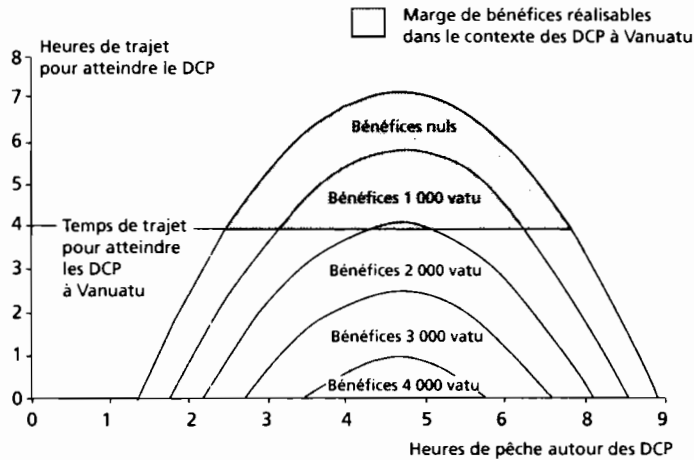 Marge de bénéfices réalisables
dans le contexte des DCP à Vanuatu
Heures de trajet
pour atteindre le DCP
8
7
Bénéfices nuls
6
5
Bénéfices 1 000 vatu
4
Temps de trajet
pour atteindre
les DCP
à Vanuatu
3
Bénéfices 2 000 vatu
2
Bénéfices 3 000 vatu
1
Bénéfices 4 000 vatu
0
0 1 2 3 4 5 6 7 8 9
Heures de pêche autour des DCP